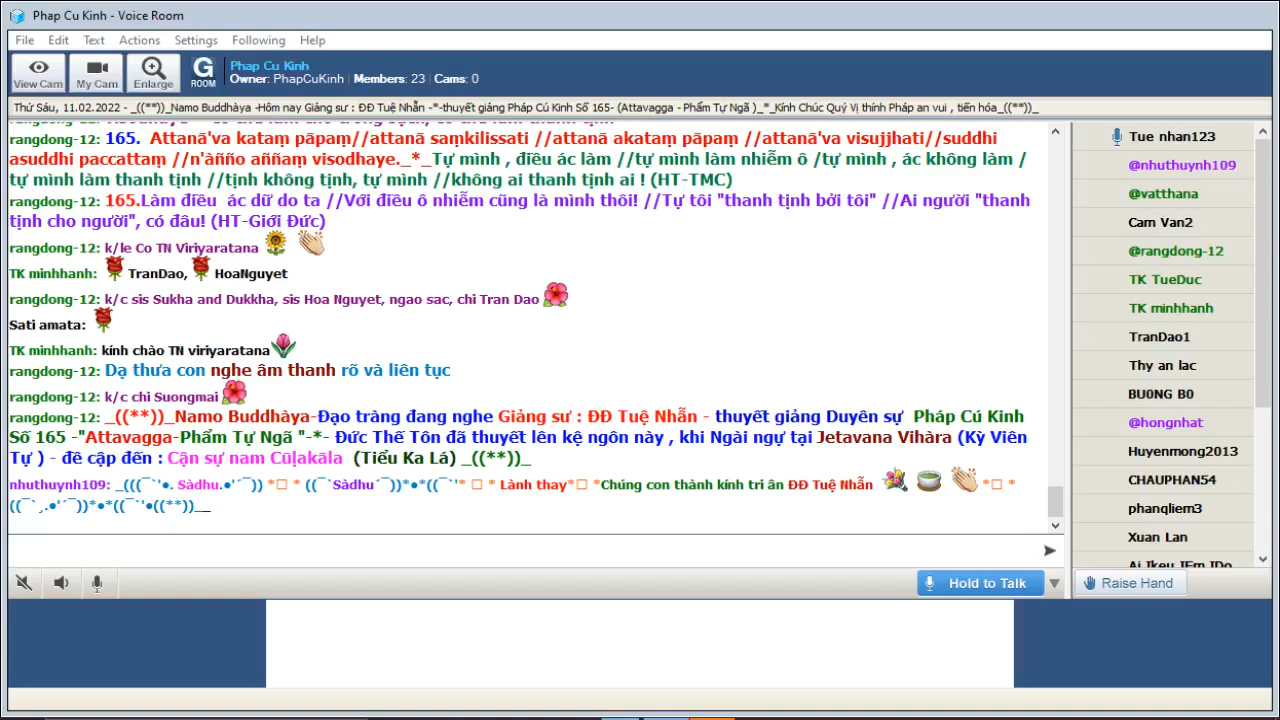 Phap Cu Kinh - Voice Room
File Edit Text Actions Settings Following Help
View Cam My Cam Enlarge G ROOM
Phap Cu Kinh
Owner: PhapCuKinh | Members: 23 | Cams: 0
Thứ Sáu, 11.02.2022 - _((**))_Namo Buddhàya -Hôm nay Giảng sư : ĐĐ Tuệ Nhẫn -*-thuyết giảng Pháp Cú Kinh Số 165- (Attavagga - Phẩm Tự Ngã )_*_Kính Chúc Quý Vị thính Pháp an vui , tiến hóa_((**))_
rangdong-12: 165. Attanā'va kataṃ pāpaṃ//attanā saṃkilissati //attanā akataṃ pāpaṃ //attanā'va visujjhati//suddhi
asuddhi paccattaṃ //n'àñño aññaṃ visodhaye._*_Tự mình , điều ác làm //tự mình làm nhiễm ô /tự mình , ác không làm /
tự mình làm thanh tịnh //tịnh không tịnh, tự mình //không ai thanh tịnh ai ! (HT-TMC)
rangdong-12: 165.Làm điều ác dữ do ta //Với điều ô nhiễm cũng là mình thôi! //Tự tôi "thanh tịnh bởi tôi" //Ai người "thanh
tịnh cho người", có đâu! (HT-Giới Đức)
rangdong-12: k/le Co TN Viriyaratana
TK minhhanh: TranDao, HoaNguyet
rangdong-12: k/c sis Sukha and Dukkha, sis Hoa Nguyet, ngao sac, chi Tran Dao
Sati amata:
TK minhhanh: kính chào TN viriyaratana
rangdong-12: Dạ thưa con nghe âm thanh rõ và liên tục
rangdong-12: k/c chi Suongmai
rangdong-12: _((**))_Namo Buddhàya-Đạo tràng đang nghe Giảng sư : ĐĐ Tuệ Nhẫn - thuyết giảng Duyên sự Pháp Cú Kinh
Số 165 -"Attavagga-Phẩm Tự Ngã "-*- Đức Thế Tôn đã thuyết lên kệ ngôn này , khi Ngài ngự tại Jetavana Vihàra (Kỳ Viên
Tự ) - đề cập đến : Cận sự nam Cūḷakāla (Tiểu Ka Lá) _((**))_
nhuthuynh109: _(((¯`'•. Sàdhu.•'´¯)) *□ * ((¯`Sàdhu´¯))*•*((¯`'* □ * Lành thay*□ *Chúng con thành kính tri ân ĐĐ Tuệ Nhẫn *□ *
((¯`¸.•'´¯))*•*((¯`'•((**))__
Hold to Talk
Tue nhan123
@nhuthuynh109
@vatthana
Cam Van2
@rangdong-12
TK TueDuc
TK minhhanh
TranDao1
Thy an lac
BU0NG B0
@hongnhat
Huyenmong2013
CHAUPHAN54
phanqliem3
Xuan Lan
Raise Hand